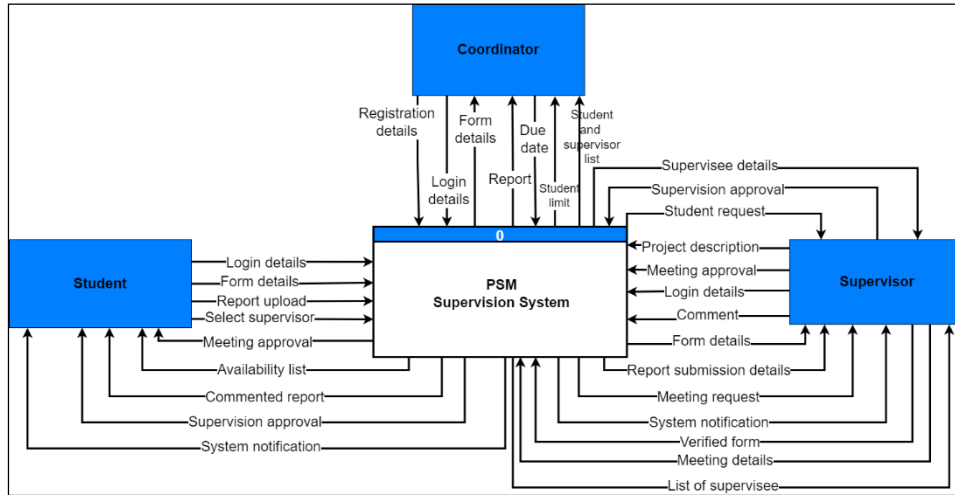 Coordinator
Registration
details
Login
details
Form
details
Report
Due
date
Student
limit
Student
and
supervisor
list
Supervisee details
Supervision approval
Student request
Project description
Meeting approval
Login details
Comment
Form details
Report submission details
Meeting request
System notification
Verified form
Meeting details
List of supervisee
Supervisor
0
PSM
Supervision System
Student
Login details
Form details
Report upload
Select supervisor
Meeting approval
Availability list
Commented report
Supervision approval
System notification